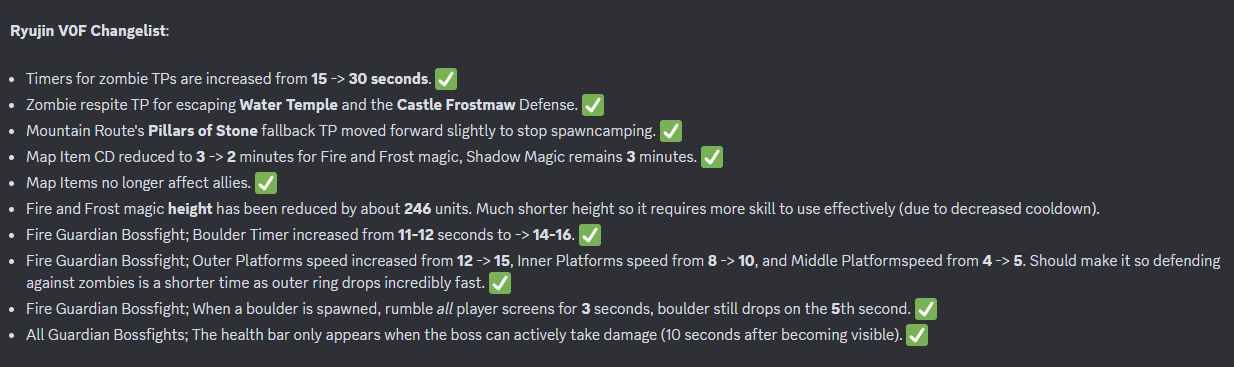 Ryujin V0F Changelist:
• Timers for zombie TPs are increased from 15 -> 30 seconds. ✅
• Zombie respite TP for escaping Water Temple and the Castle Frostmaw Defense. ✅
• Mountain Route's Pillars of Stone fallback TP moved forward slightly to stop spawncamping. ✅
• Map Item CD reduced to 3 -> 2 minutes for Fire and Frost magic, Shadow Magic remains 3 minutes. ✅
• Map Items no longer affect allies. ✅
• Fire and Frost magic height has been reduced by about 246 units. Much shorter height so it requires more skill to use effectively (due to decreased cooldown).
• Fire Guardian Bossfight; Boulder Timer increased from 11-12 seconds to -> 14-16. ✅
• Fire Guardian Bossfight; Outer Platforms speed increased from 12 -> 15, Inner Platforms speed from 8 -> 10, and Middle Platformspeed from 4 -> 5. Should make it so defending
against zombies is a shorter time as outer ring drops incredibly fast. ✅
• Fire Guardian Bossfight; When a boulder is spawned, rumble all player screens for 3 seconds, boulder still drops on the 5th second. ✅
• All Guardian Bossfights; The health bar only appears when the boss can actively take damage (10 seconds after becoming visible). ✅